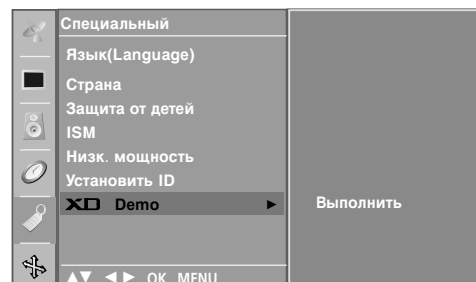 Специальный
Язык(Language)
Страна
Защита от детей
ISM
Низк. мощность
Установить ID
XD Demo ► Выполнить
▲▼ ◄► OK MENU